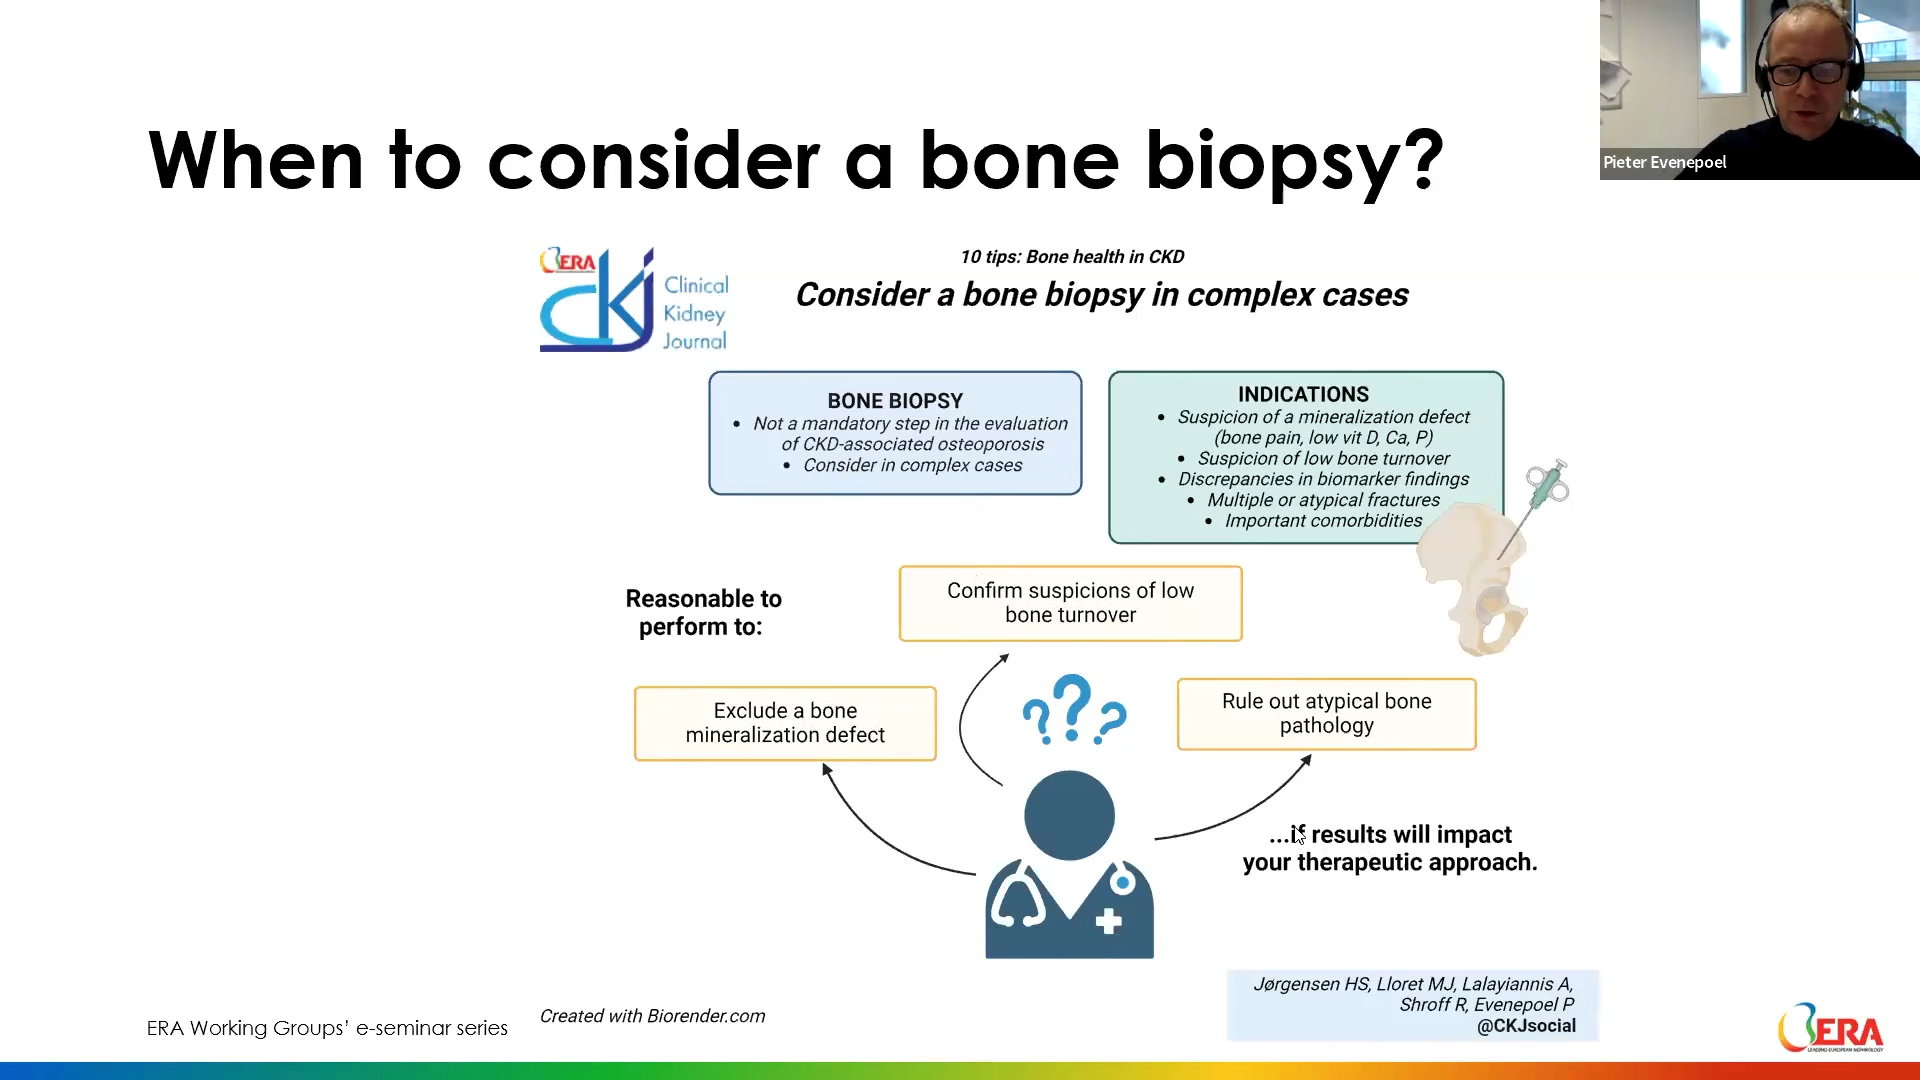 Pieter Evenepoel
When to consider a bone biopsy?
ERA
CKJ
Clinical
Kidney
Journal
10 tips: Bone health in CKD
Consider a bone biopsy in complex cases
BONE BIOPSY
• Not a mandatory step in the evaluation
of CKD-associated osteoporosis
• Consider in complex cases
INDICATIONS
• Suspicion of a mineralization defect
(bone pain, low vit D, Ca, P)
• Suspicion of low bone turnover
• Discrepancies in biomarker findings
• Multiple or atypical fractures
• Important comorbidities
Reasonable to
perform to:
Confirm suspicions of low
bone turnover
???
Exclude a bone
mineralization defect
Rule out atypical bone
pathology
...if results will impact
your therapeutic approach.
Jørgensen HS, Lloret MJ, Lalayiannis A,
Shroff R, Evenepoel P
@CKJsocial
Created with Biorender.com
ERA Working Groups’ e-seminar series
ERA
LEADING EUROPEAN NEPHROLOGY